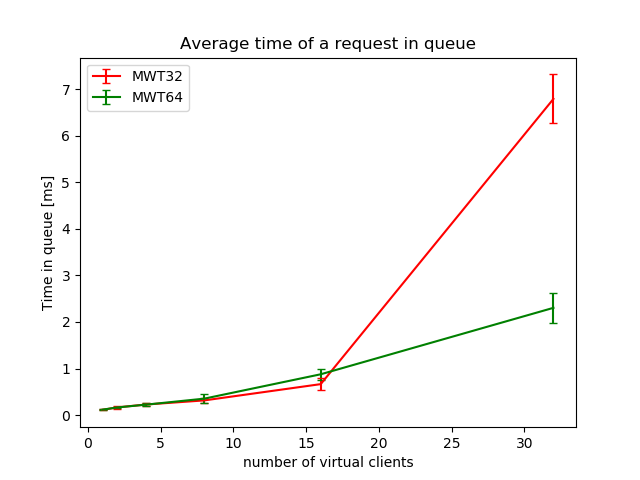 Average time of a request in queue
MWT32
MWT64
Time in queue [ms]
7
6
5
4
3
2
1
0
0 5 10 15 20 25 30
number of virtual clients